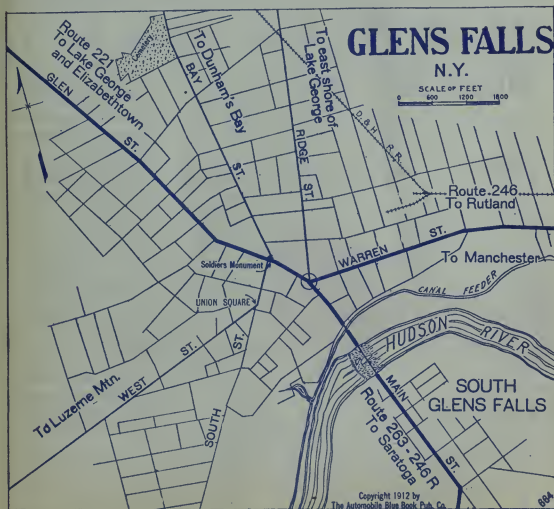 GLENS FALLS
N.Y.
SCALE OF FEET
0 600 1200 1800
Route 221
To Lake George
and Elizabethtown
Cemetery
To Dunham's Bay
To east shore of
Lake George
GLEN
ST.
BAY
ST.
RIDGE
ST.
D. & H. R.R.
Route 246
To Rutland
WARREN
ST.
To Manchester
Soldiers Monument
UNION SQUARE
CANAL FEEDER
HUDSON RIVER
To Luzerne Mtn.
WEST
ST.
SOUTH
ST.
MAIN
ST.
Route 263 - 246 R
To Saratoga
SOUTH
GLENS FALLS
Copyright 1912 by
The Automobile Blue Book Pub. Co.
884